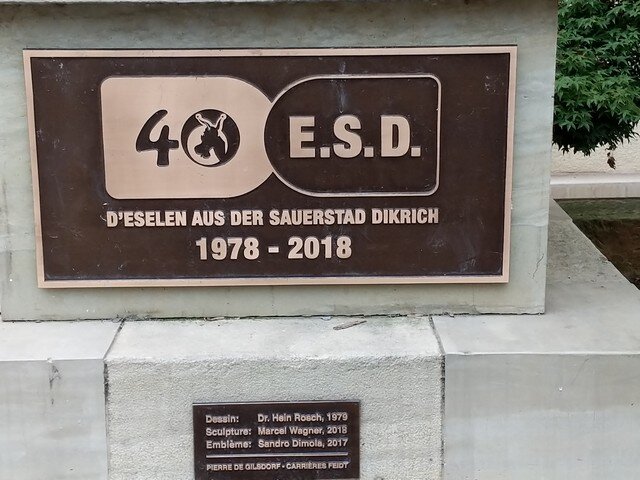 40 E.S.D.
D'ESELEN AUS DER SAUERSTAD DIKRICH
1978 - 2018
Dessin: Dr. Hein Rosch, 1979
Sculpture: Marcel Wagner, 2018
Emblème: Sandro Dimola, 2017
PIERRE DE GILSDORF - CARRIÈRES FEIDT